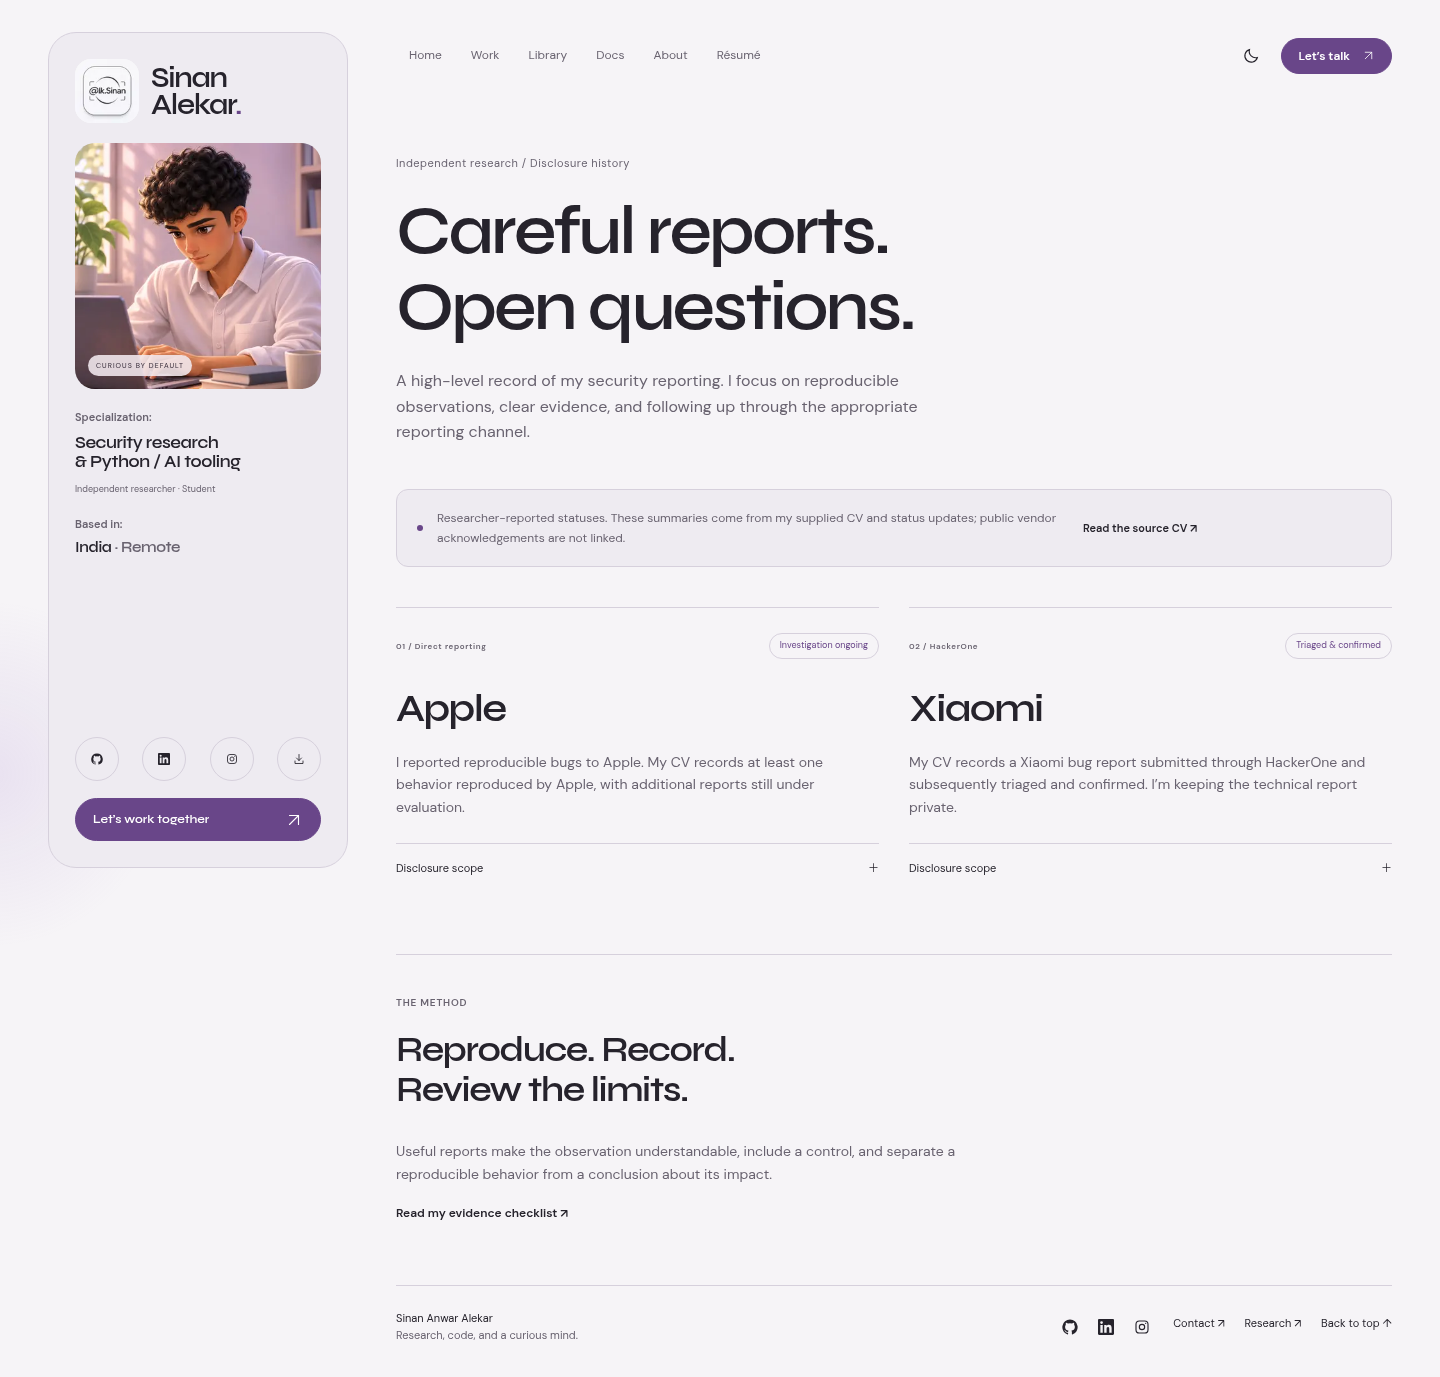 @Ik.Sinan
Sinan
Alekar.
CURIOUS BY DEFAULT
Specialization:
Security research
& Python / AI tooling
Independent researcher · Student
Based in:
India · Remote
Let's work together
Home Work Library Docs About Résumé
Let's talk
Independent research / Disclosure history
Careful reports.
Open questions.
A high-level record of my security reporting. I focus on reproducible
observations, clear evidence, and following up through the appropriate
reporting channel.
Researcher-reported statuses. These summaries come from my supplied CV and status updates; public vendor
acknowledgements are not linked.
Read the source CV
01 / Direct reporting
Investigation ongoing
Apple
I reported reproducible bugs to Apple. My CV records at least one
behavior reproduced by Apple, with additional reports still under
evaluation.
Disclosure scope +
02 / HackerOne
Triaged & confirmed
Xiaomi
My CV records a Xiaomi bug report submitted through HackerOne and
subsequently triaged and confirmed. I'm keeping the technical report
private.
Disclosure scope +
THE METHOD
Reproduce. Record.
Review the limits.
Useful reports make the observation understandable, include a control, and separate a
reproducible behavior from a conclusion about its impact.
Read my evidence checklist
Sinan Anwar Alekar
Research, code, and a curious mind.
Contact Research Back to top